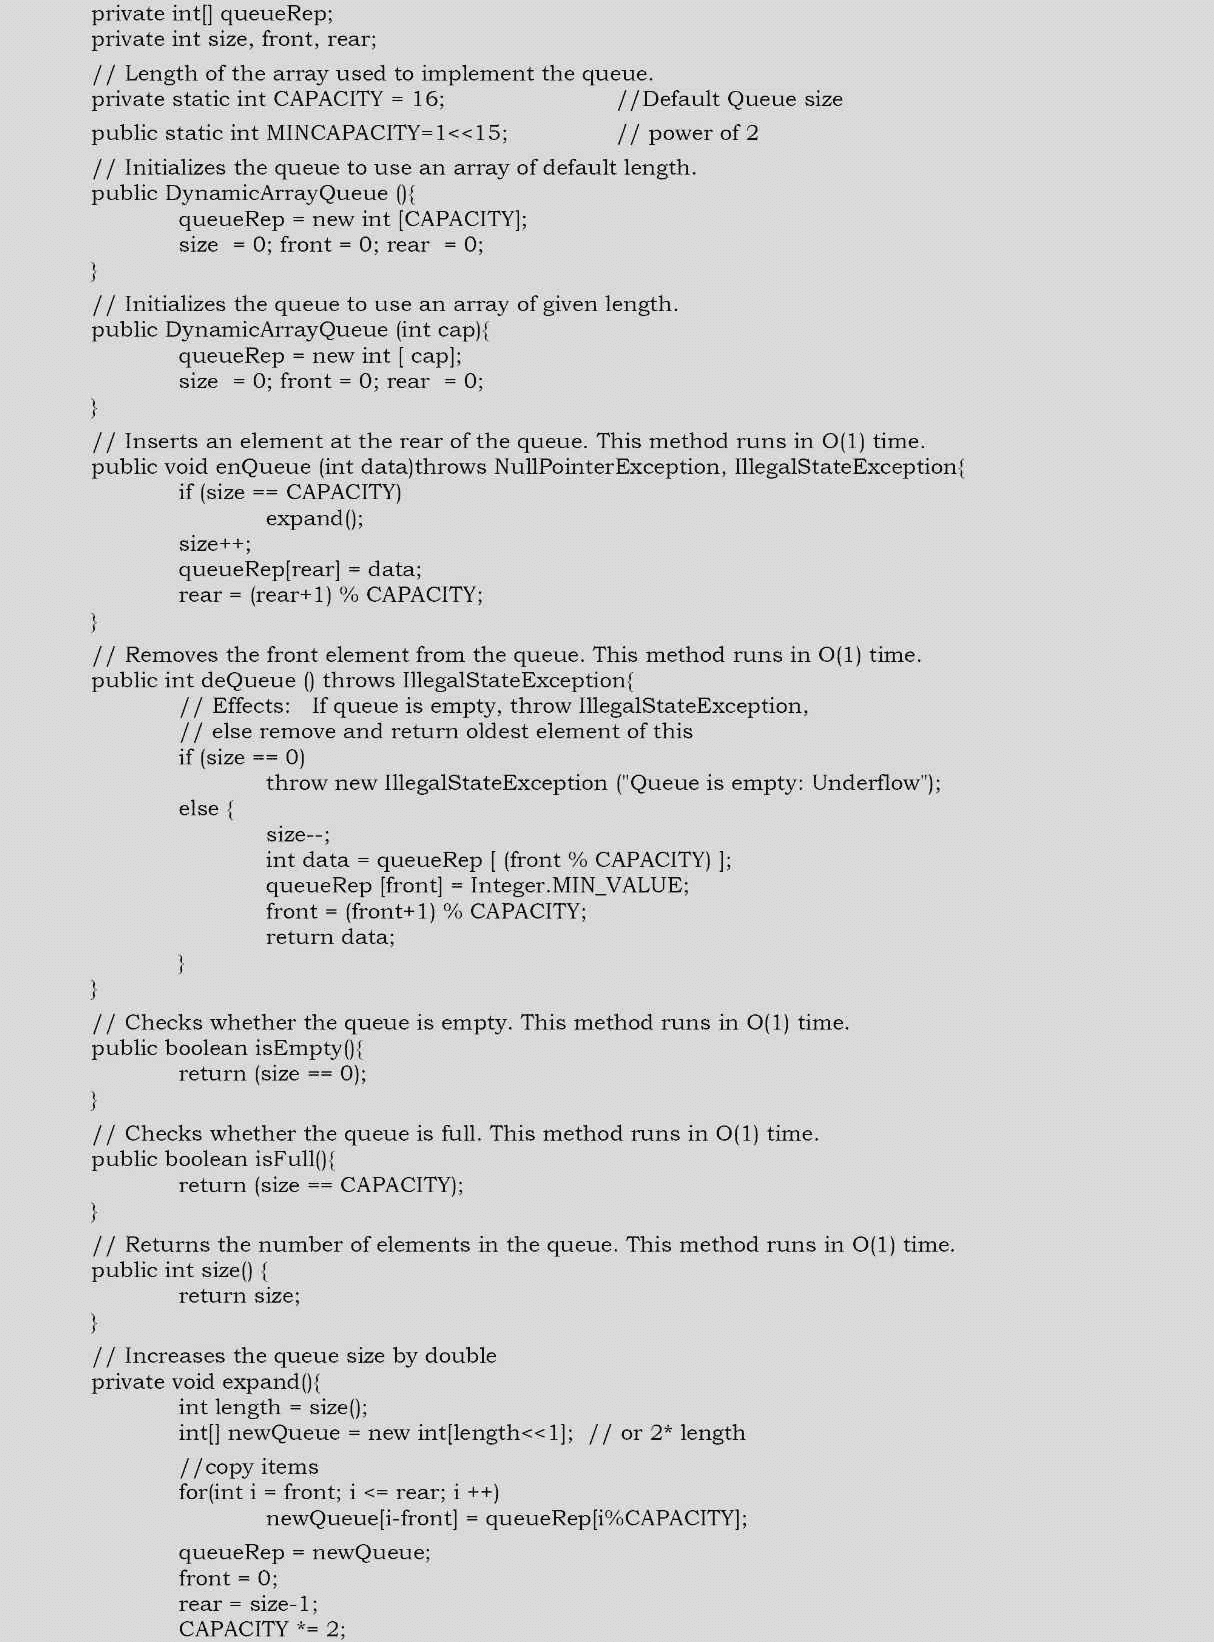 private int[] queueRep;
private int size, front, rear;
// Length of the array used to implement the queue.
private static int CAPACITY = 16; //Default Queue size
public static int MINCAPACITY=1<<15; // power of 2
// Initializes the queue to use an array of default length.
public DynamicArrayQueue (){
queueRep = new int [CAPACITY];
size = 0; front = 0; rear = 0;
}
// Initializes the queue to use an array of given length.
public DynamicArrayQueue (int cap){
queueRep = new int [ cap];
size = 0; front = 0; rear = 0;
}
// Inserts an element at the rear of the queue. This method runs in O(1) time.
public void enQueue (int data)throws NullPointerException, IllegalStateException{
if (size == CAPACITY)
expand();
size++;
queueRep[rear] = data;
rear = (rear+1) % CAPACITY;
}
// Removes the front element from the queue. This method runs in O(1) time.
public int deQueue () throws IllegalStateException{
// Effects: If queue is empty, throw IllegalStateException,
// else remove and return oldest element of this
if (size == 0)
throw new IllegalStateException ("Queue is empty: Underflow");
else {
size--;
int data = queueRep [ (front % CAPACITY) ];
queueRep [front] = Integer.MIN_VALUE;
front = (front+1) % CAPACITY;
return data;
}
}
// Checks whether the queue is empty. This method runs in O(1) time.
public boolean isEmpty(){
return (size == 0);
}
// Checks whether the queue is full. This method runs in O(1) time.
public boolean isFull(){
return (size == CAPACITY);
}
// Returns the number of elements in the queue. This method runs in O(1) time.
public int size() {
return size;
}
// Increases the queue size by double
private void expand(){
int length = size();
int[] newQueue = new int[length<<1]; // or 2* length
//copy items
for(int i = front; i <= rear; i ++)
newQueue[i-front] = queueRep[i%CAPACITY];
queueRep = newQueue;
front = 0;
rear = size-1;
CAPACITY *= 2;